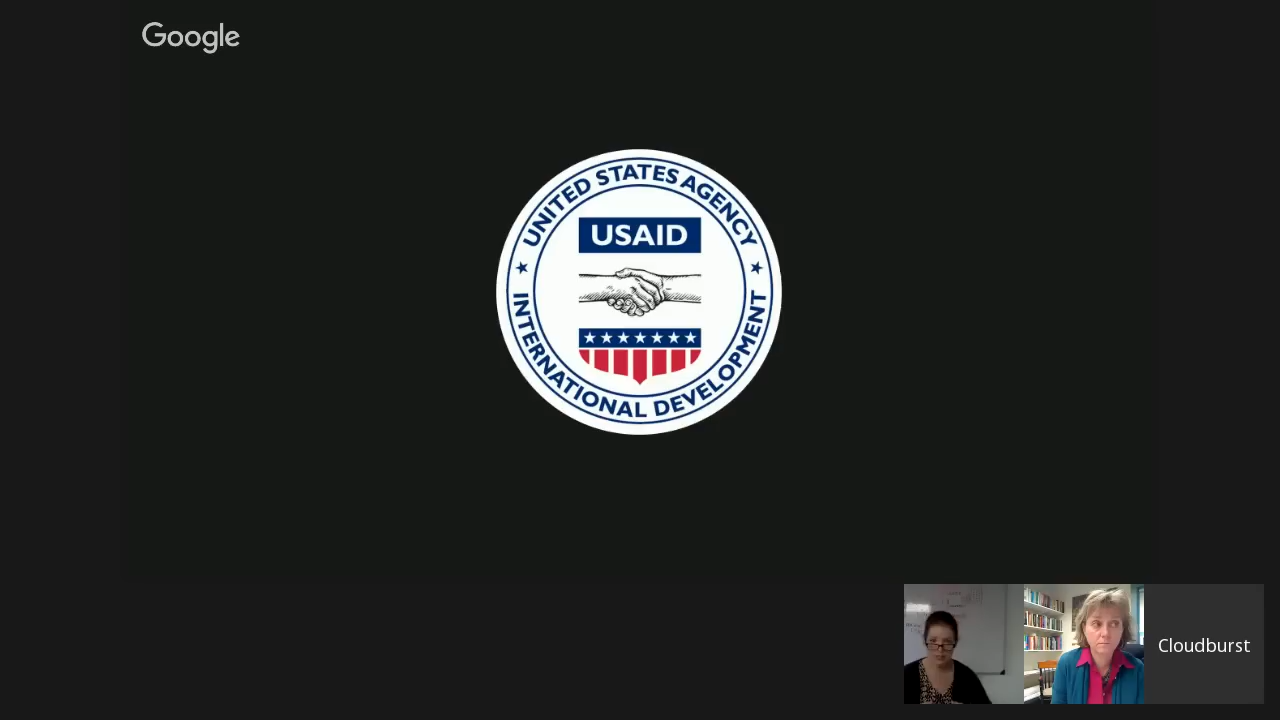 Google
UNITED STATES AGENCY
USAID
INTERNATIONAL DEVELOPMENT
Cloudburst